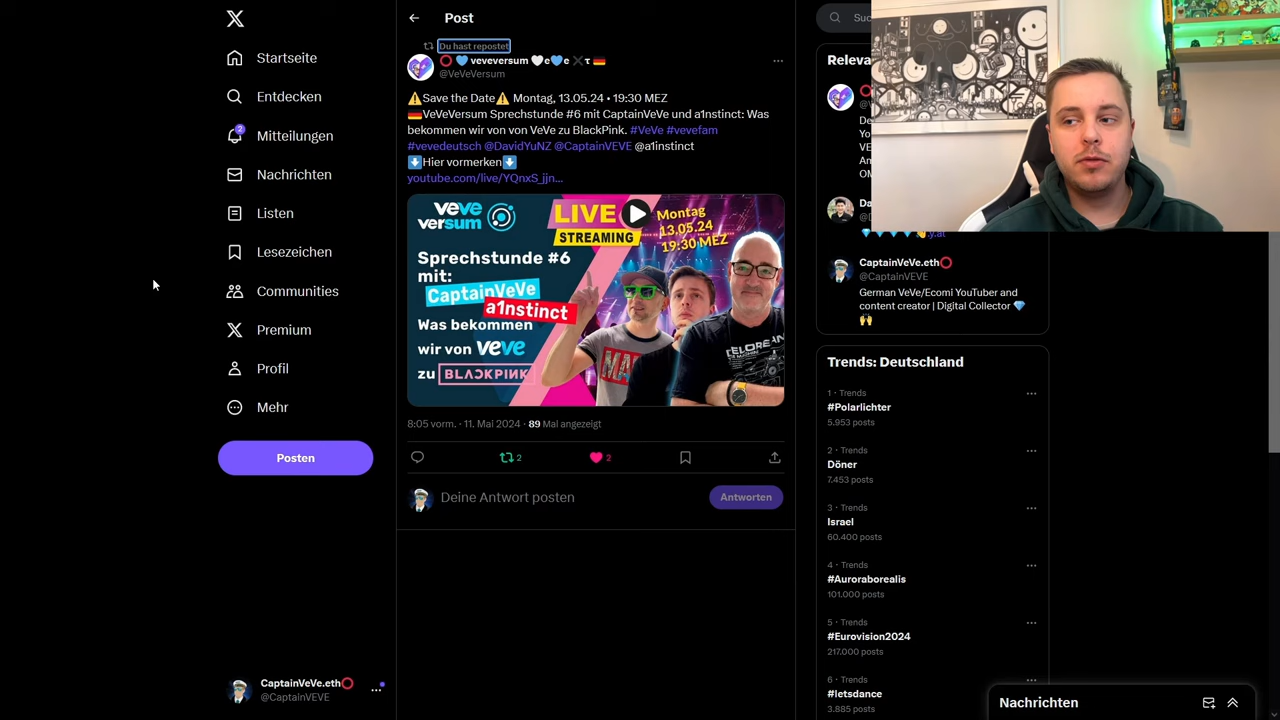 Startseite
Entdecken
2
Mitteilungen
Nachrichten
Listen
Lesezeichen
Communities
Premium
Profil
Mehr
Posten
CaptainVeVe.eth⭕
@CaptainVEVE
Post
Du hast repostet
⭕ 💙 veveversum 🤍e💙e ✖️τ 🇩🇪
@VeVeVersum
⚠️Save the Date⚠️ Montag, 13.05.24 • 19:30 MEZ
🇩🇪VeVeVersum Sprechstunde #6 mit CaptainVeVe und a1nstinct: Was
bekommen wir von von VeVe zu BlackPink. #VeVe #vevefam
#vevedeutsch @DavidYuNZ @CaptainVEVE @a1instinct
⬇️Hier vormerken⬇️
youtube.com/live/YQnxS_jjn…
veve
versum
LIVE
STREAMING
Montag
13.05.24
19:30 MEZ
Sprechstunde #6
mit:
CaptainVeVe
a1nstinct
Was bekommen
wir von veve
zu BLACKPINK
8:05 vorm. · 11. Mai 2024 · 89 Mal angezeigt
2
2
Deine Antwort posten
Antworten
Suc
Releva
Da
y.at
CaptainVeVe.eth⭕
@CaptainVEVE
German VeVe/Ecomi YouTuber and
content creator | Digital Collector 💎
🙌
Trends: Deutschland
1 · Trends
#Polarlichter
5.953 posts
2 · Trends
Döner
7.453 posts
3 · Trends
Israel
60.400 posts
4 · Trends
#Auroraborealis
101.000 posts
5 · Trends
#Eurovision2024
217.000 posts
6 · Trends
#letsdance
3.885 posts
Nachrichten